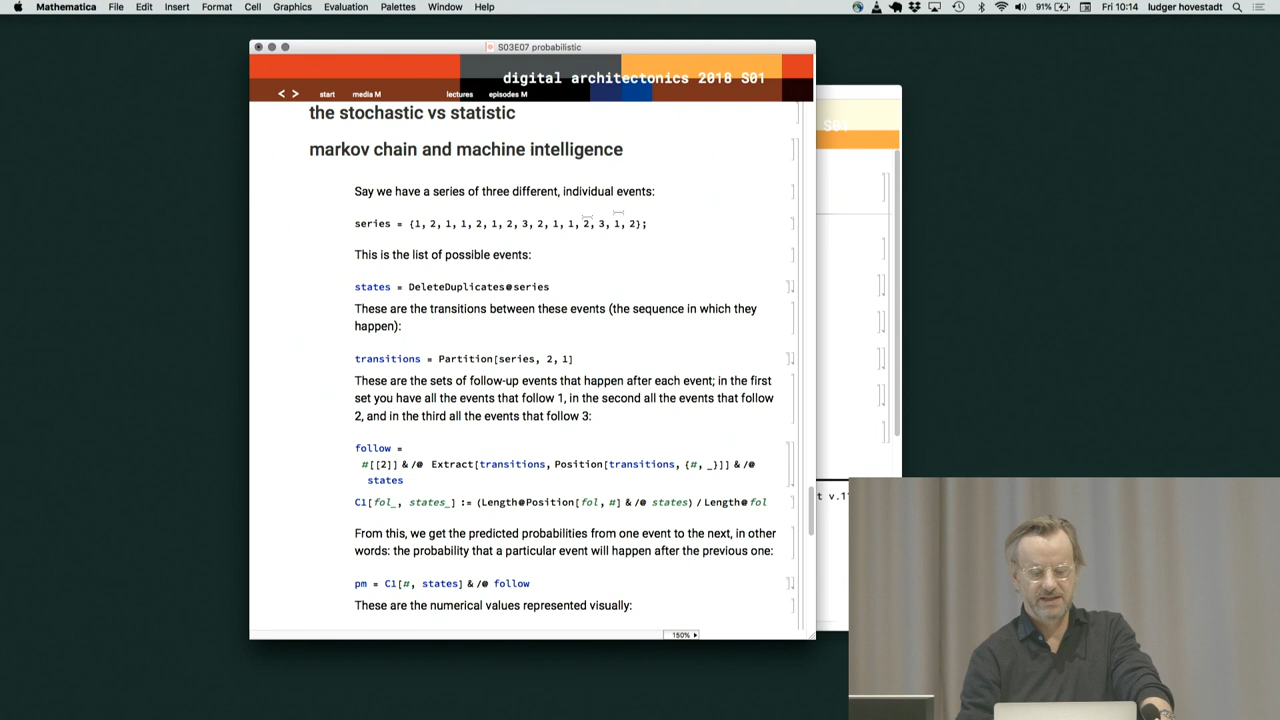 Mathematica File Edit Insert Format Cell Graphics Evaluation Palettes Window Help 91% Fri 10:14 ludger hovestadt
S03E07 probabilistic
digital architectonics 2018 S01
< > start media M lectures episodes M
S01
the stochastic vs statistic
markov chain and machine intelligence
Say we have a series of three different, individual events:
series = {1, 2, 1, 1, 2, 1, 2, 3, 2, 1, 1, 2, 3, 1, 2};
This is the list of possible events:
states = DeleteDuplicates@series
These are the transitions between these events (the sequence in which they
happen):
transitions = Partition[series, 2, 1]
These are the sets of follow-up events that happen after each event; in the first
set you have all the events that follow 1, in the second all the events that follow
2, and in the third all the events that follow 3:
follow =
#[[2]] & /@ Extract[transitions, Position[transitions, {#, _}]] & /@
states
C1[fol_, states_] := (Length@Position[fol, #] & /@ states) / Length@fol
From this, we get the predicted probabilities from one event to the next, in other
words: the probability that a particular event will happen after the previous one:
pm = C1[#, states] & /@ follow
These are the numerical values represented visually:
150%